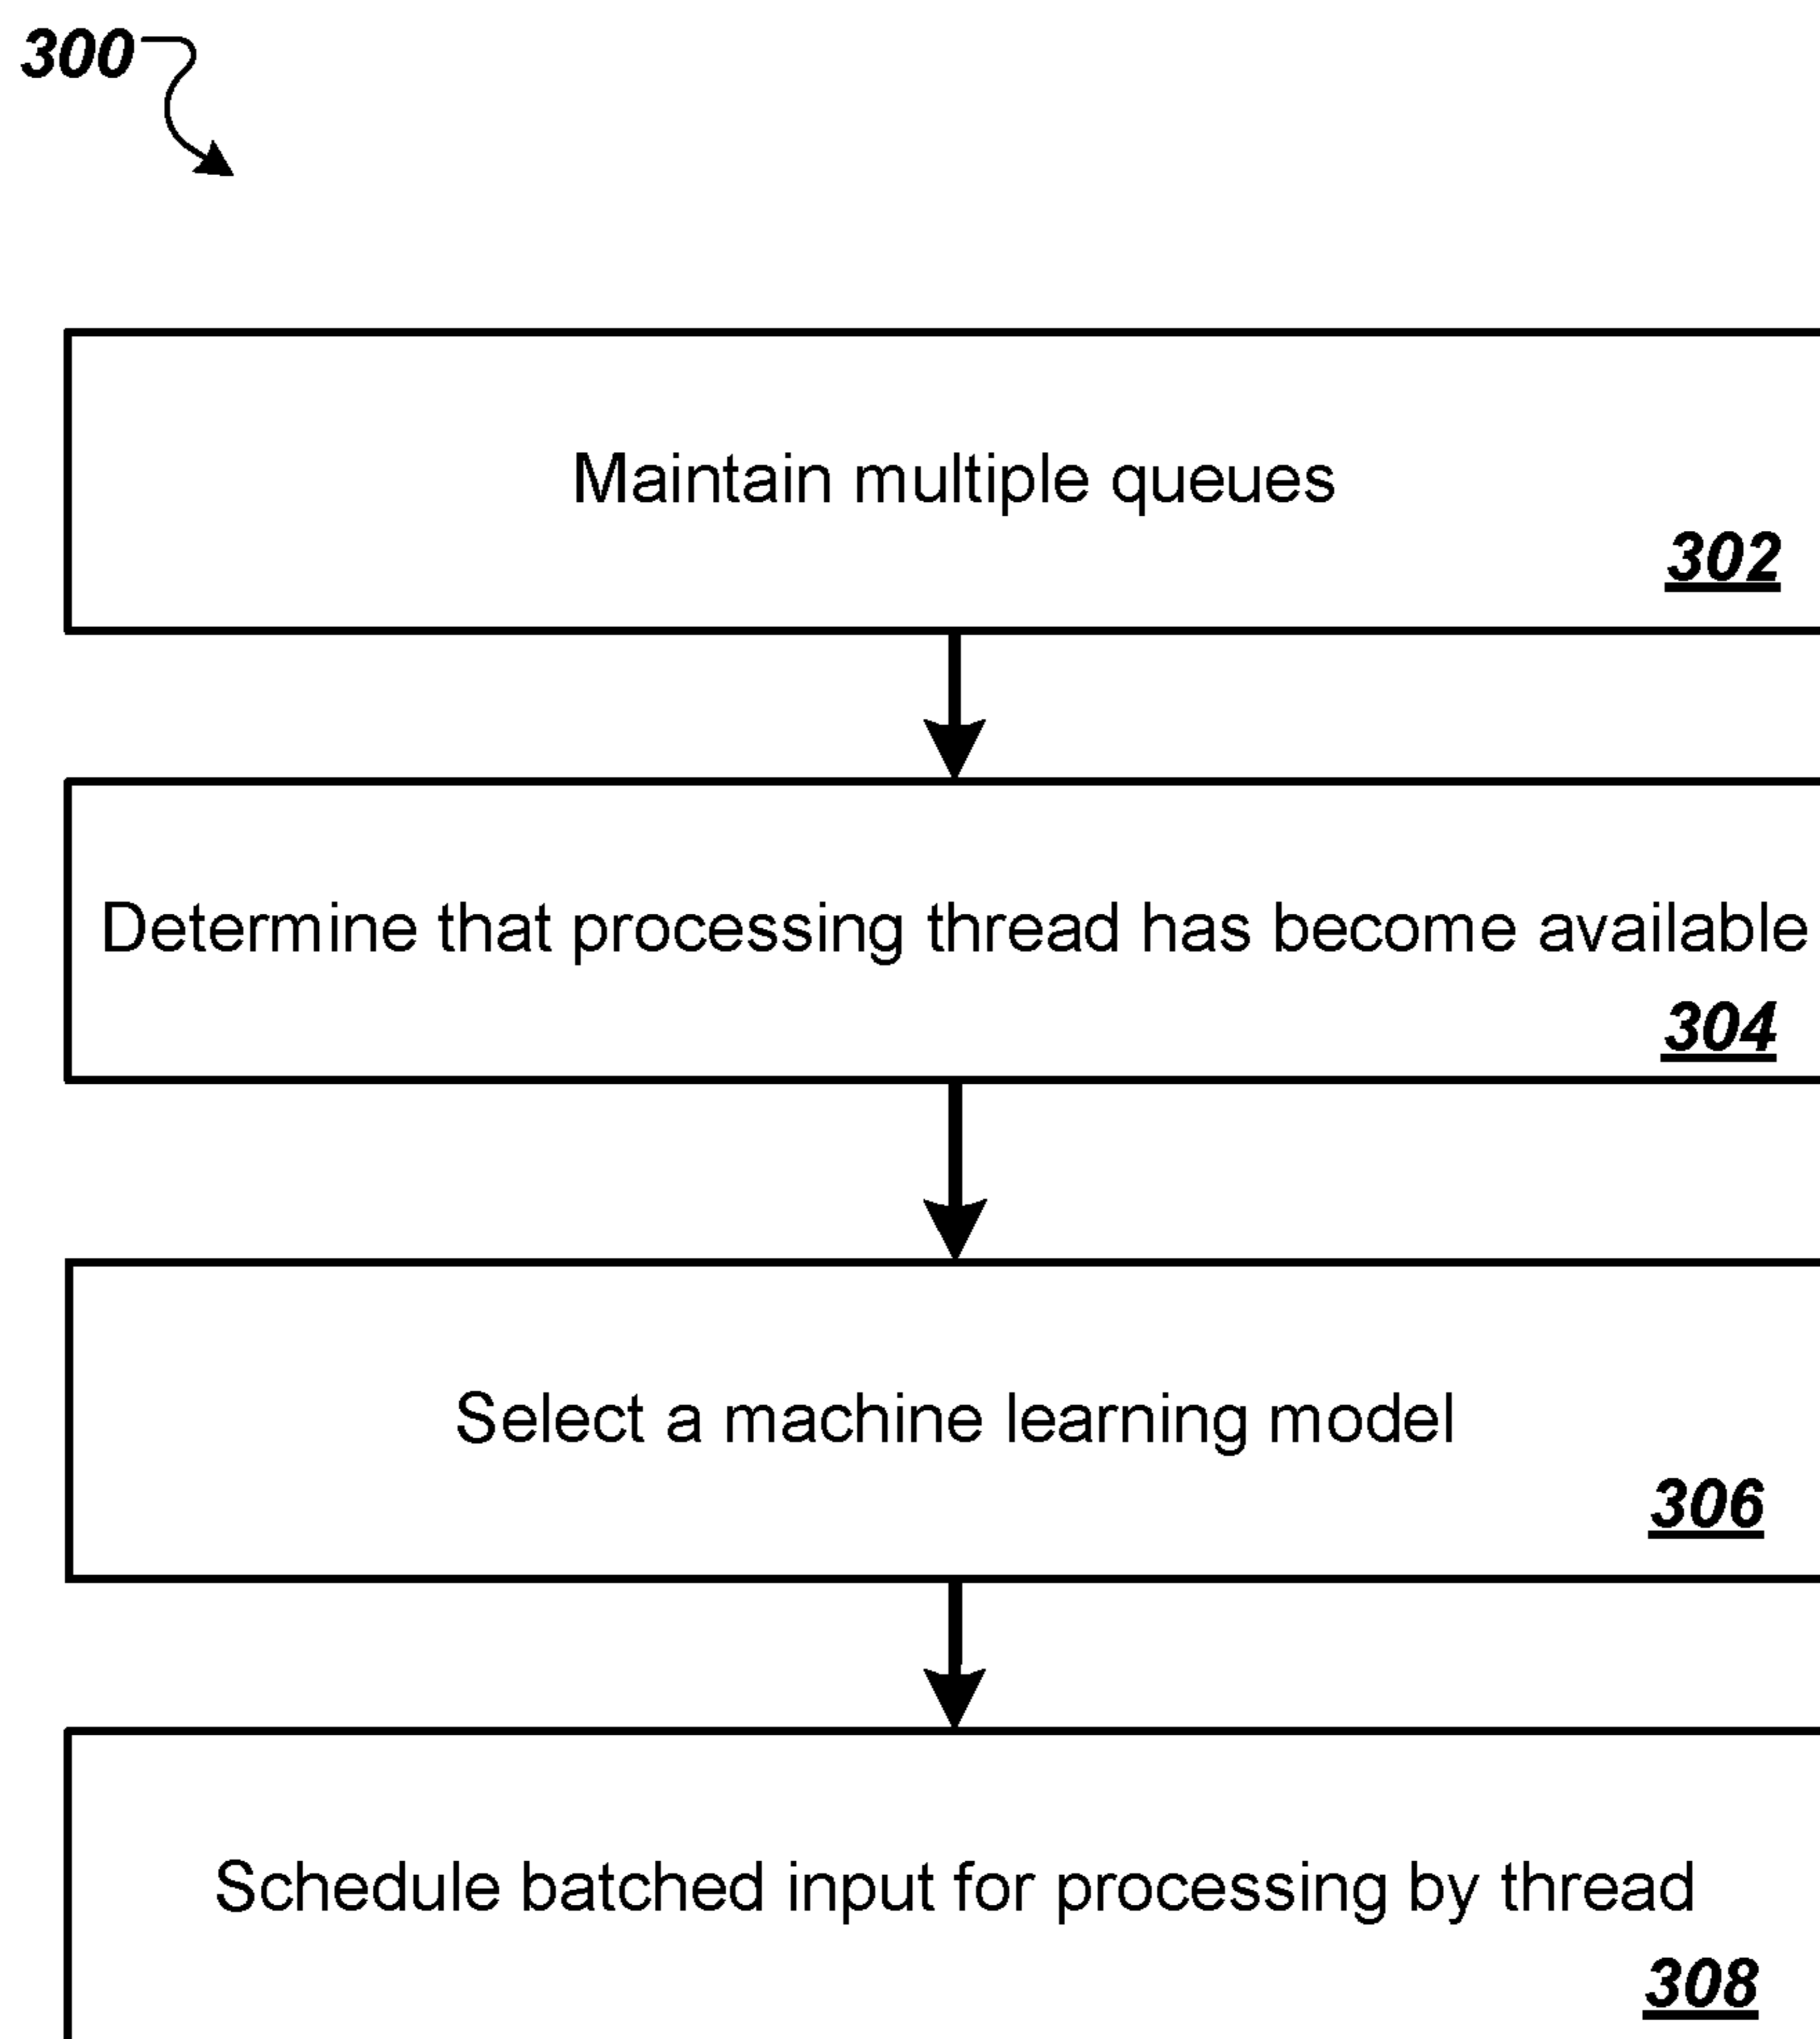 300
Maintain multiple queues
302
Determine that processing thread has become available
304
Select a machine learning model
306
Schedule batched input for processing by thread
308